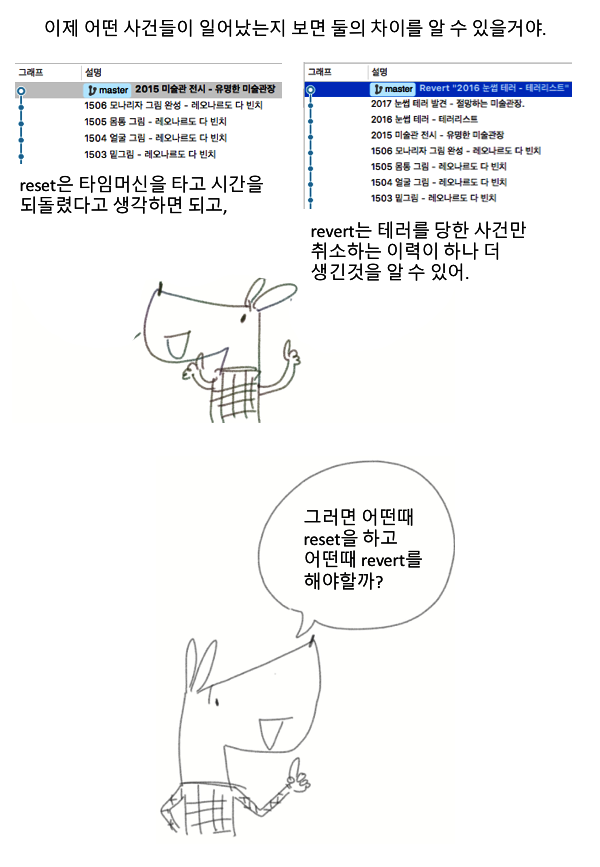 이제 어떤 사건들이 일어났는지 보면 둘의 차이를 알 수 있을거야.
그래프 설명
master 2015 미술관 전시 - 유명한 미술관장
1506 모나리자 그림 완성 - 레오나르도 다 빈치
1505 몸통 그림 - 레오나르도 다 빈치
1504 얼굴 그림 - 레오나르도 다 빈치
1503 밑그림 - 레오나르도 다 빈치
reset은 타임머신을 타고 시간을
되돌렸다고 생각하면 되고,
그래프 설명
master Revert "2016 눈썹 테러 - 테러리스트"
2017 눈썹 테러 발견 - 절망하는 미술관장.
2016 눈썹 테러 - 테러리스트
2015 미술관 전시 - 유명한 미술관장
1506 모나리자 그림 완성 - 레오나르도 다 빈치
1505 몸통 그림 - 레오나르도 다 빈치
1504 얼굴 그림 - 레오나르도 다 빈치
1503 밑그림 - 레오나르도 다 빈치
revert는 테러를 당한 사건만
취소하는 이력이 하나 더
생긴것을 알 수 있어.
그러면 어떤때
reset을 하고
어떤때 revert를
해야할까?